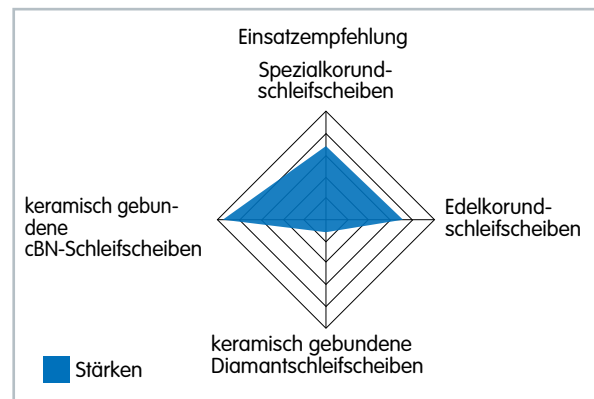 Einsatzempfehlung
Spezialkorund-
schleifscheiben
keramisch gebun-
dene
cBN-Schleifscheiben
Edelkorund-
schleifscheiben
keramisch gebundene
Diamantschleifscheiben
Stärken